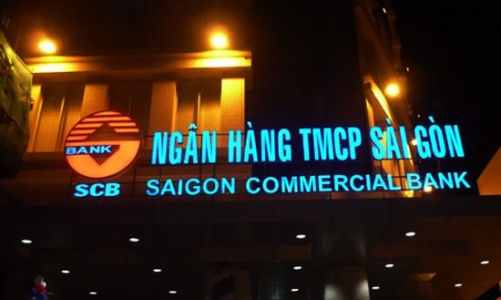 BANK
SCB
NGÂN HÀNG TMCP SÀI GÒN
SAIGON COMMERCIAL BANK